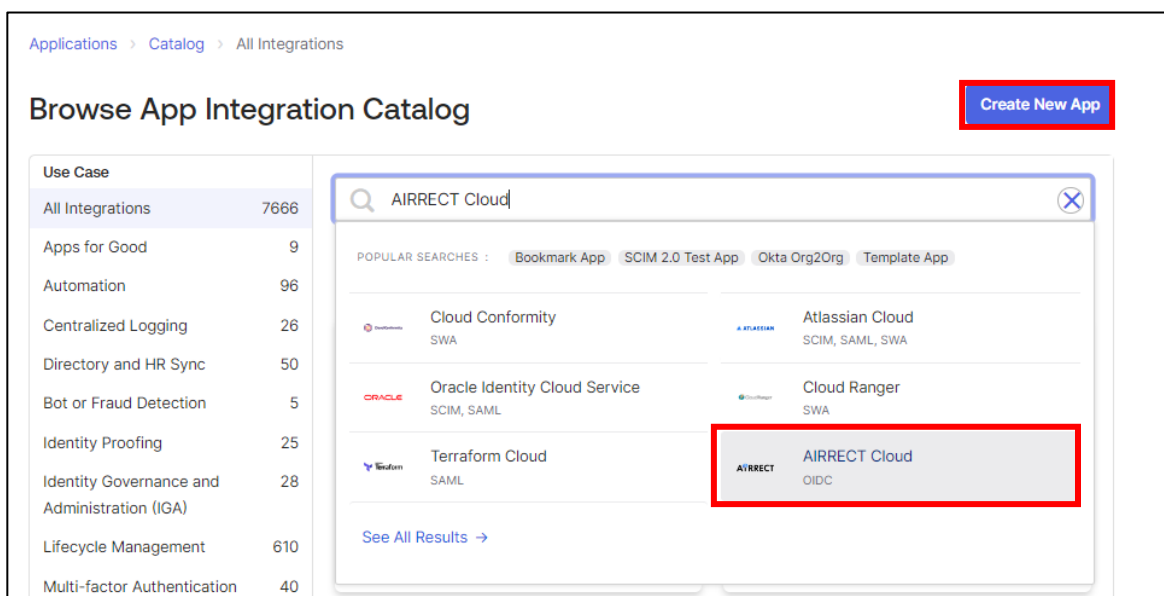 Applications > Catalog > All Integrations
Browse App Integration Catalog
Create New App
Use Case
All Integrations 7666
Apps for Good 9
Automation 96
Centralized Logging 26
Directory and HR Sync 50
Bot or Fraud Detection 5
Identity Proofing 25
Identity Governance and 28
Administration (IGA)
Lifecycle Management 610
Multi-factor Authentication 40
AIRRECT Cloud
POPULAR SEARCHES : Bookmark App SCIM 2.0 Test App Okta Org2Org Template App
Cloud Conformity
SWA
ATLASSIAN
Atlassian Cloud
SCIM, SAML, SWA
ORACLE
Oracle Identity Cloud Service
SCIM, SAML
Cloud Ranger
SWA
Terraform
Terraform Cloud
SAML
AIRRECT
AIRRECT Cloud
OIDC
See All Results →